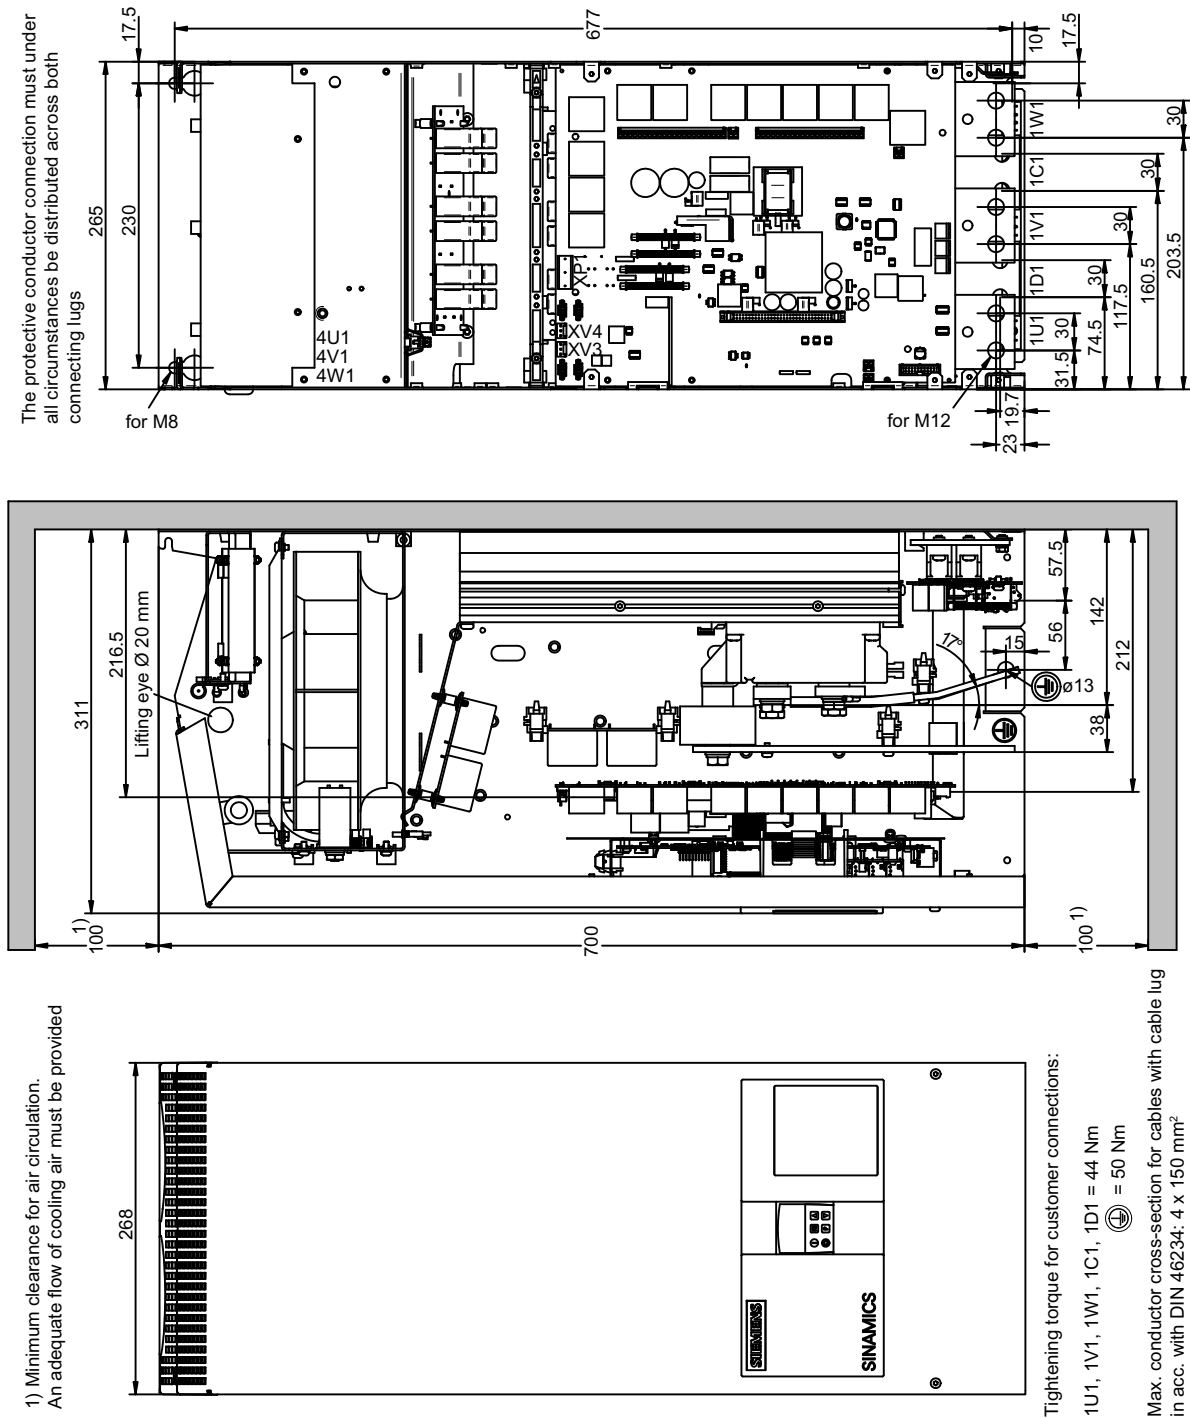 The protective conductor connection must under
all circumstances be distributed across both
connecting lugs
17.5
677
10
17.5
265
230
4U1
4V1
4W1
for M8
XP1
XV4
XV3
for M12
1W1
1C1
1V1
1D1
1U1
30
30
30
30
30
31.5
74.5
117.5
160.5
203.5
23
19.7
311
216.5
Lifting eye Ø 20 mm
57.5
56
142
38
212
17°
15
ø13
100 1)
700
100 1)
1) Minimum clearance for air circulation.
An adequate flow of cooling air must be provided
268
SIEMENS
SINAMICS
Tightening torque for customer connections:
1U1, 1V1, 1W1, 1C1, 1D1 = 44 Nm
= 50 Nm
Max. conductor cross-section for cables with cable lug
in acc. with DIN 46234: 4 x 150 mm²